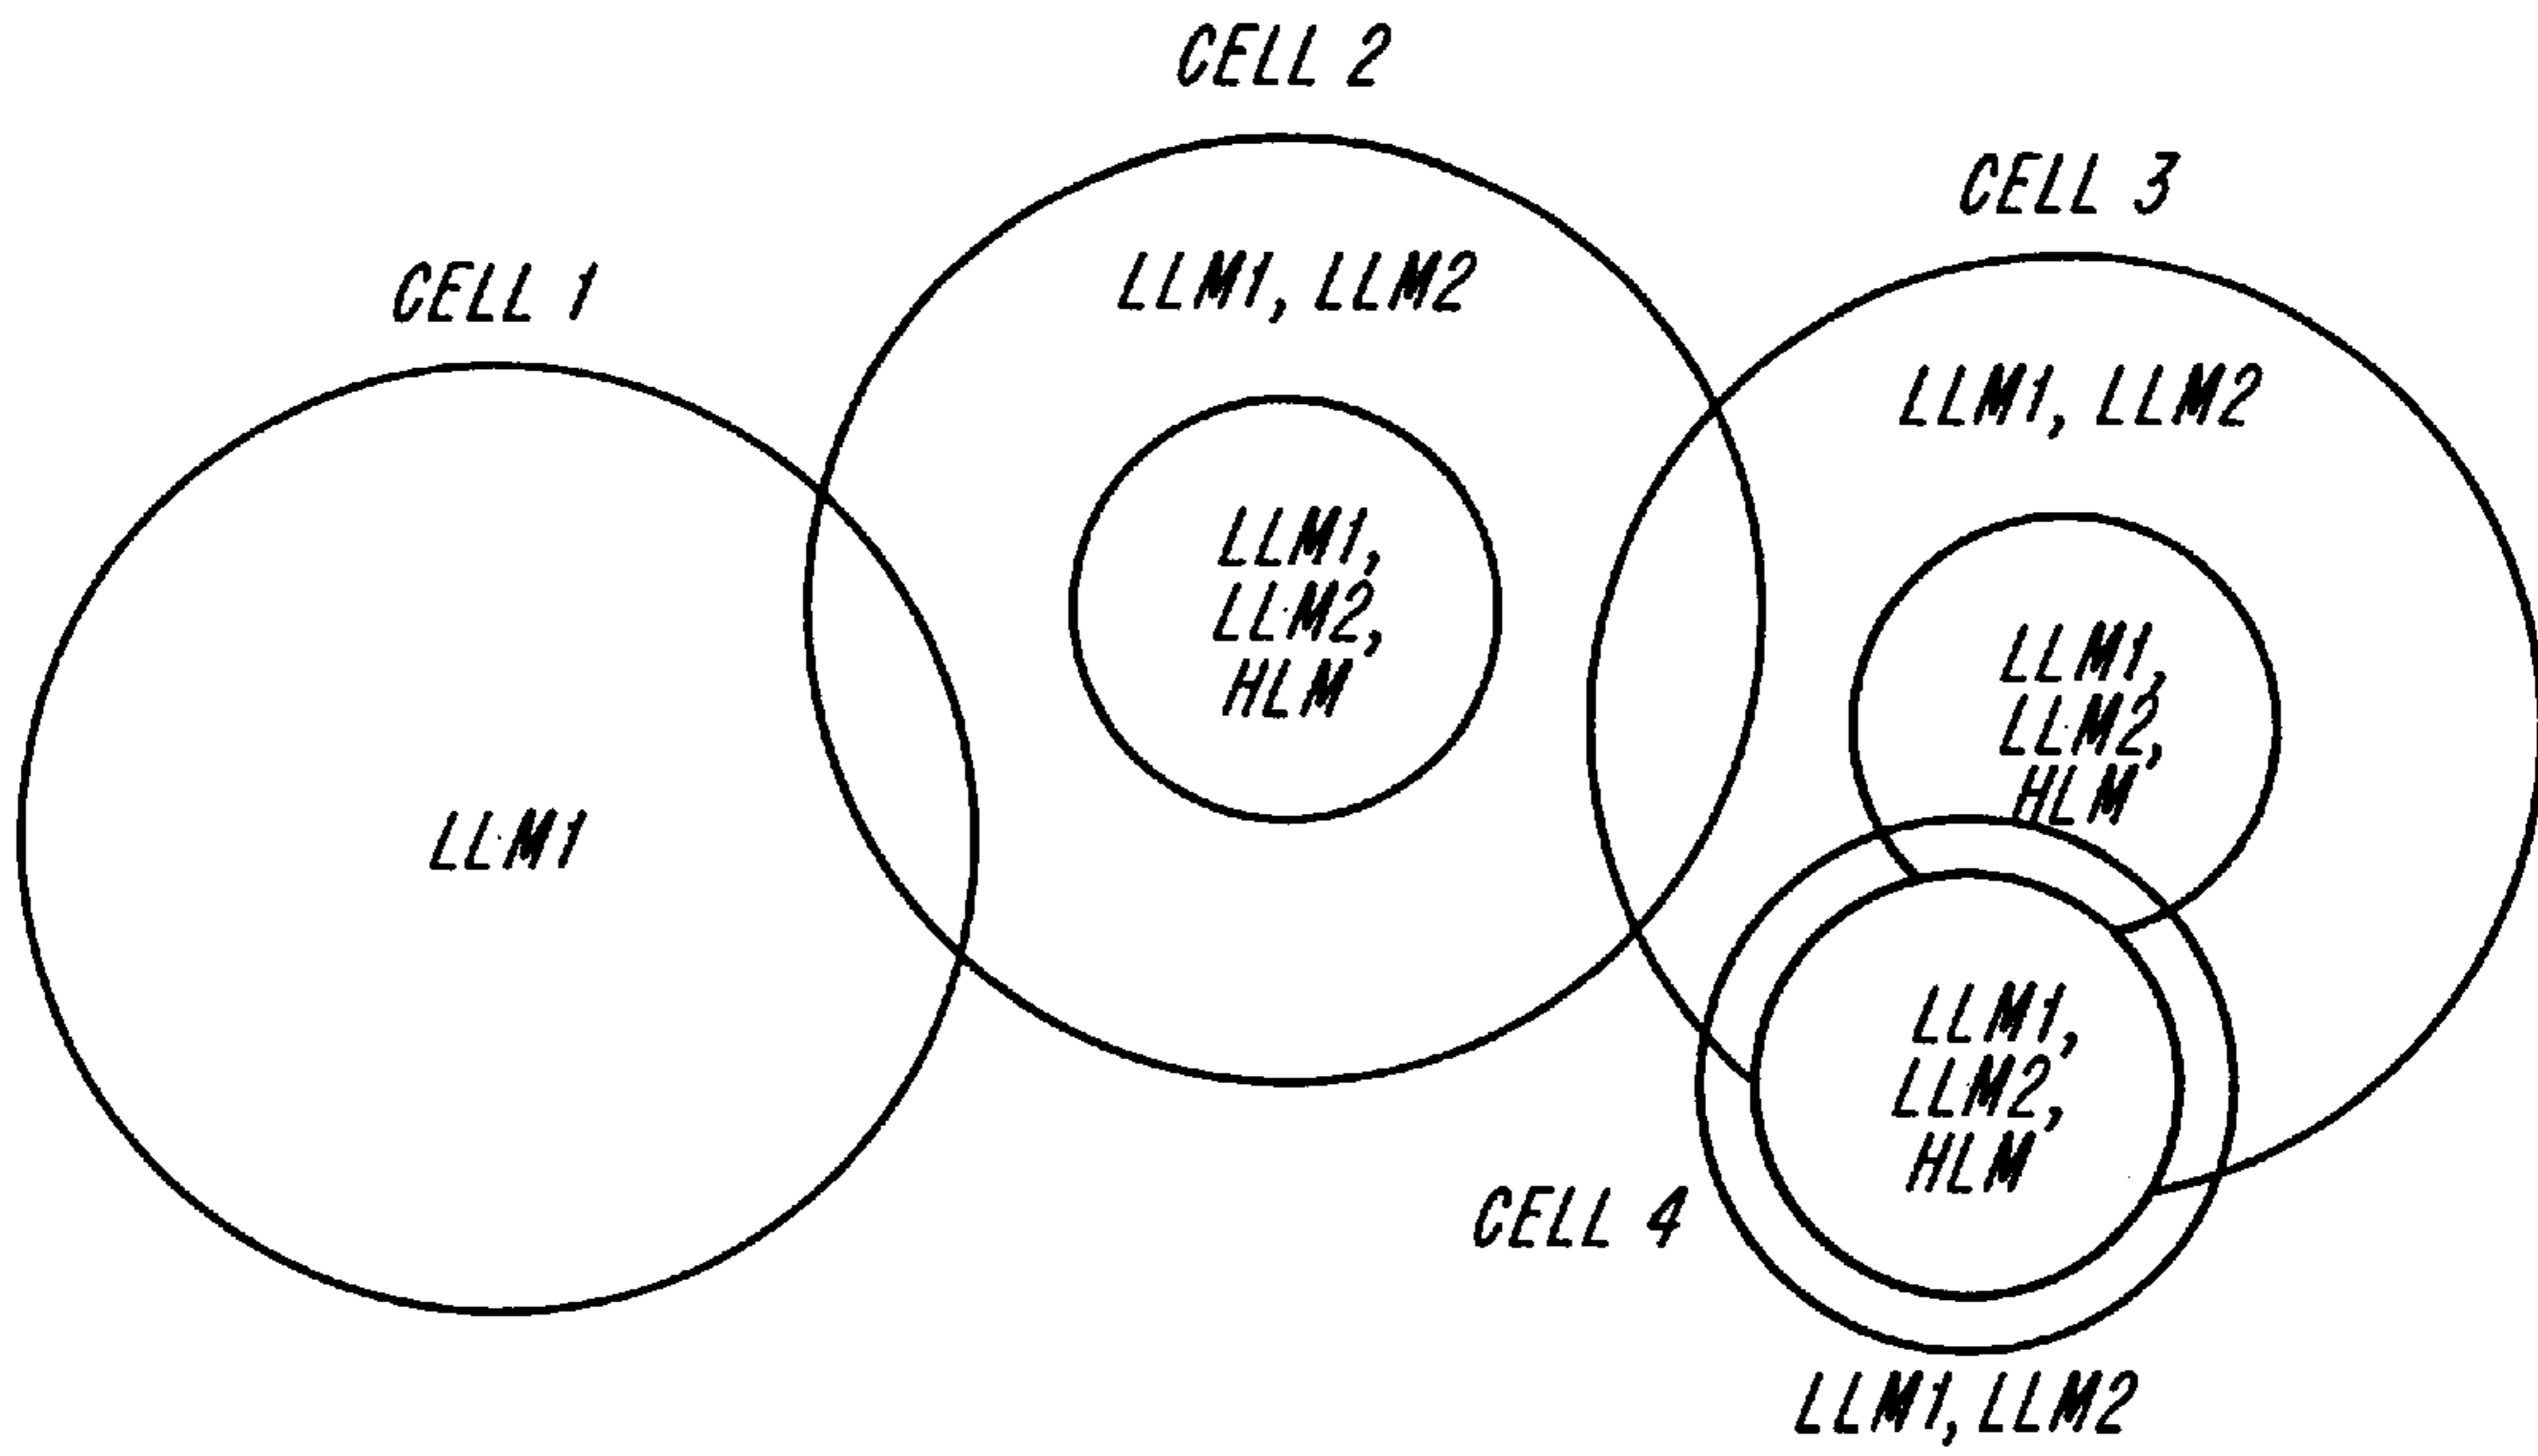 CELL 2
CELL 3
CELL 1
LLM1, LLM2
LLM1, LLM2
LLM1,
LLM2,
HLM
LLM1,
LLM2,
HLM
LLM1
LLM1,
LLM2,
HLM
CELL 4
LLM1, LLM2